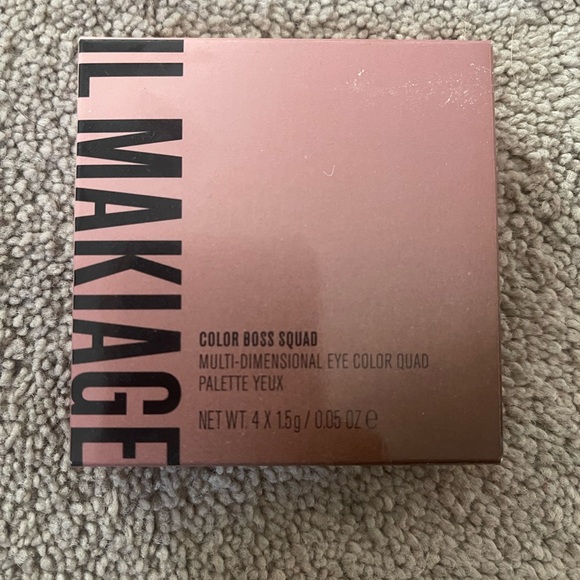 IL MAKIAGE
COLOR BOSS SQUAD
MULTI-DIMENSIONAL EYE COLOR QUAD
PALETTE YEUX
NET WT. 4 X 1.5g / 0.05 OZ ℮